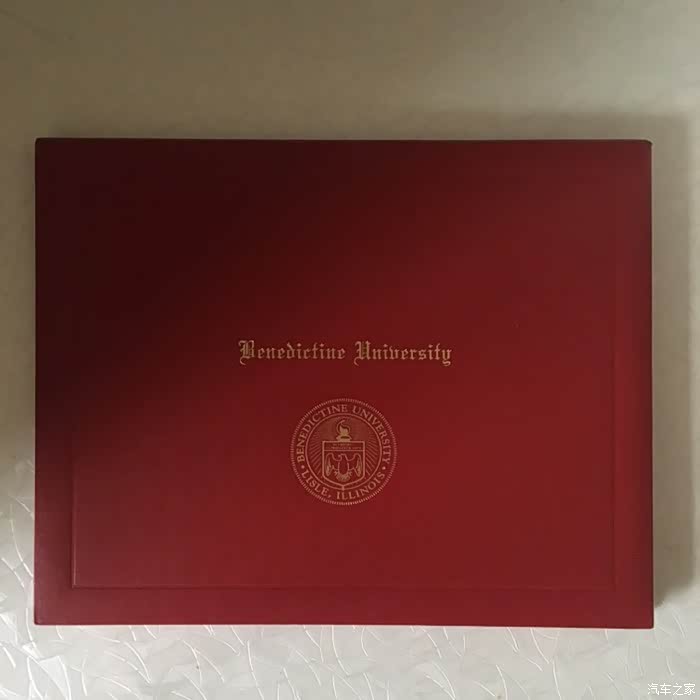 Benedictine University
BENEDICTINE UNIVERSITY
• LISLE, ILLINOIS •
汽车之家